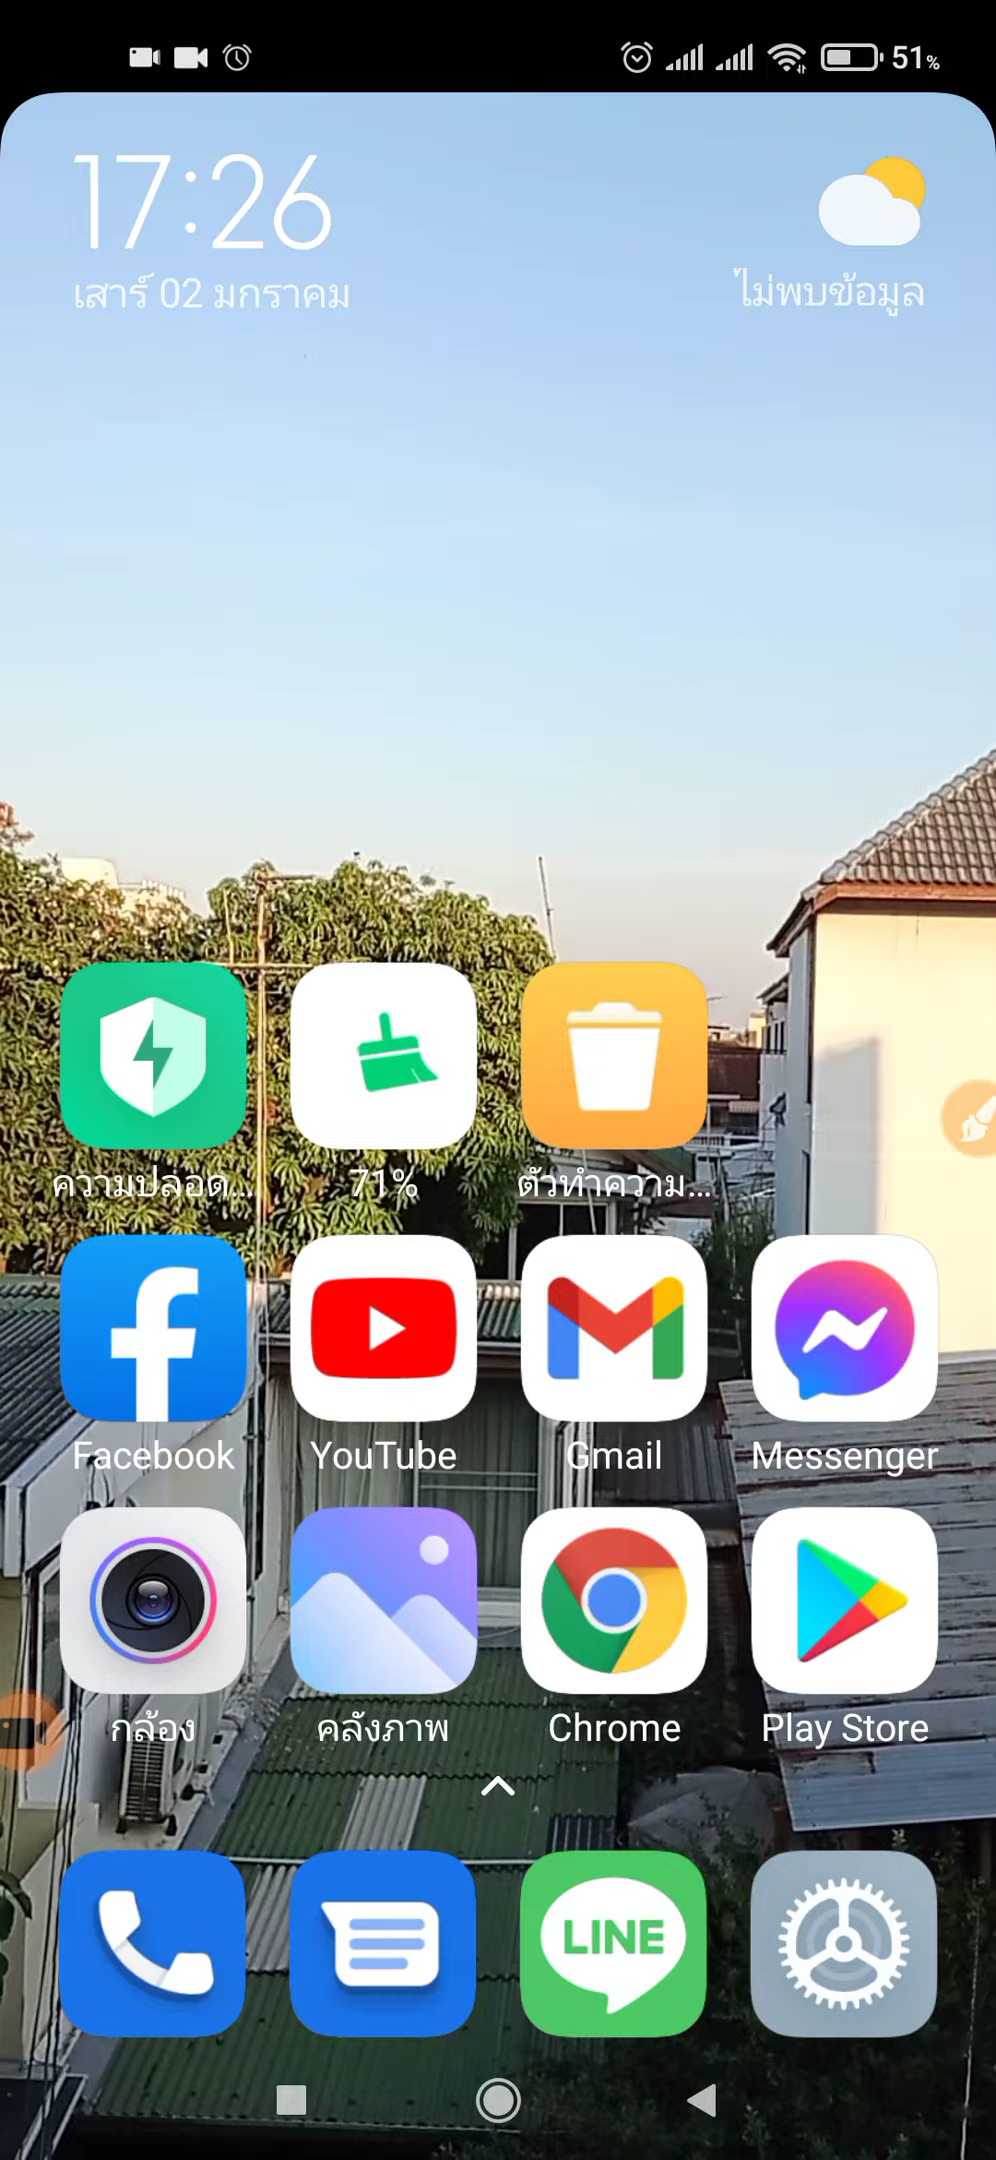 51%
17:26
เสาร์ 02 มกราคม
ไม่พบข้อมูล
ความปลอด...
71%
ตัวทำความ...
Facebook
YouTube
Gmail
Messenger
กล้อง
คลังภาพ
Chrome
Play Store
LINE